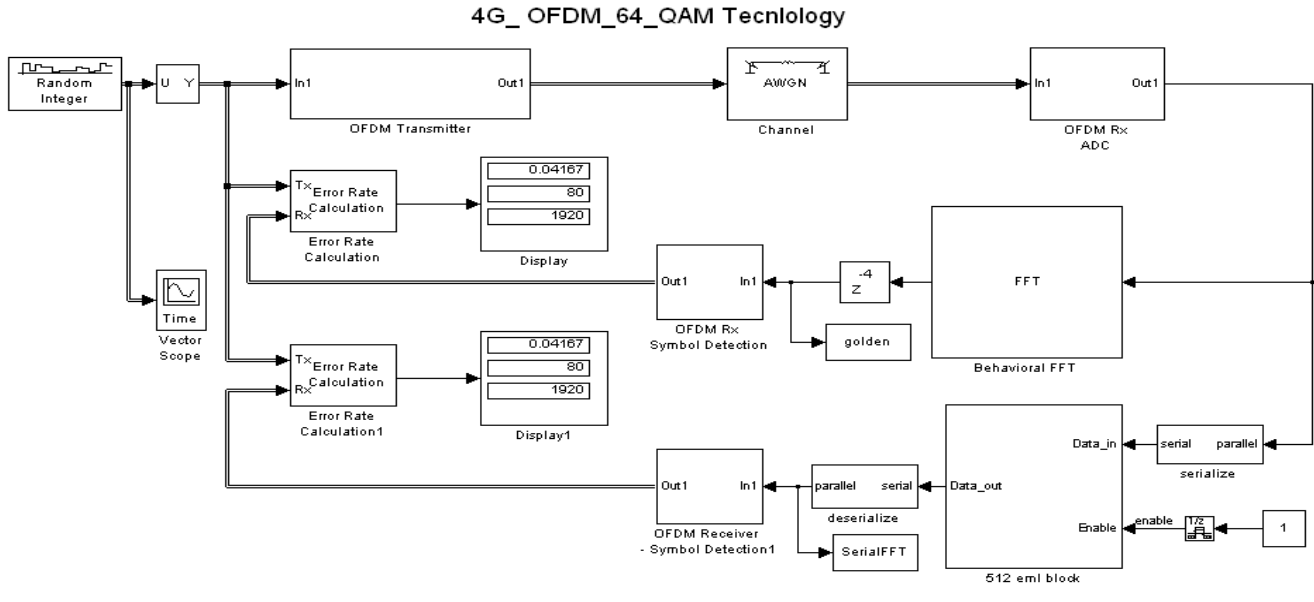 4G_ OFDM_64_QAM Tecnlology
Random
Integer
U Y
In1 Out1
OFDM Transmitter
AWGN
Channel
In1 Out1
OFDM Rx
ADC
Tx
Rx
Error Rate
Calculation
Error Rate
Calculation
0.04167
80
1920
Display
Time
Vector
Scope
Out1 In1
OFDM Rx
Symbol Detection
-4
Z
golden
FFT
Behavioral FFT
Tx
Rx
Error Rate
Calculation
Error Rate
Calculation1
0.04167
80
1920
Display1
Out1 In1
OFDM Receiver
- Symbol Detection1
parallel serial
deserialize
SerialFFT
Data_in
Data_out
Enable
512 eml block
serial parallel
serialize
enable
1/z
1